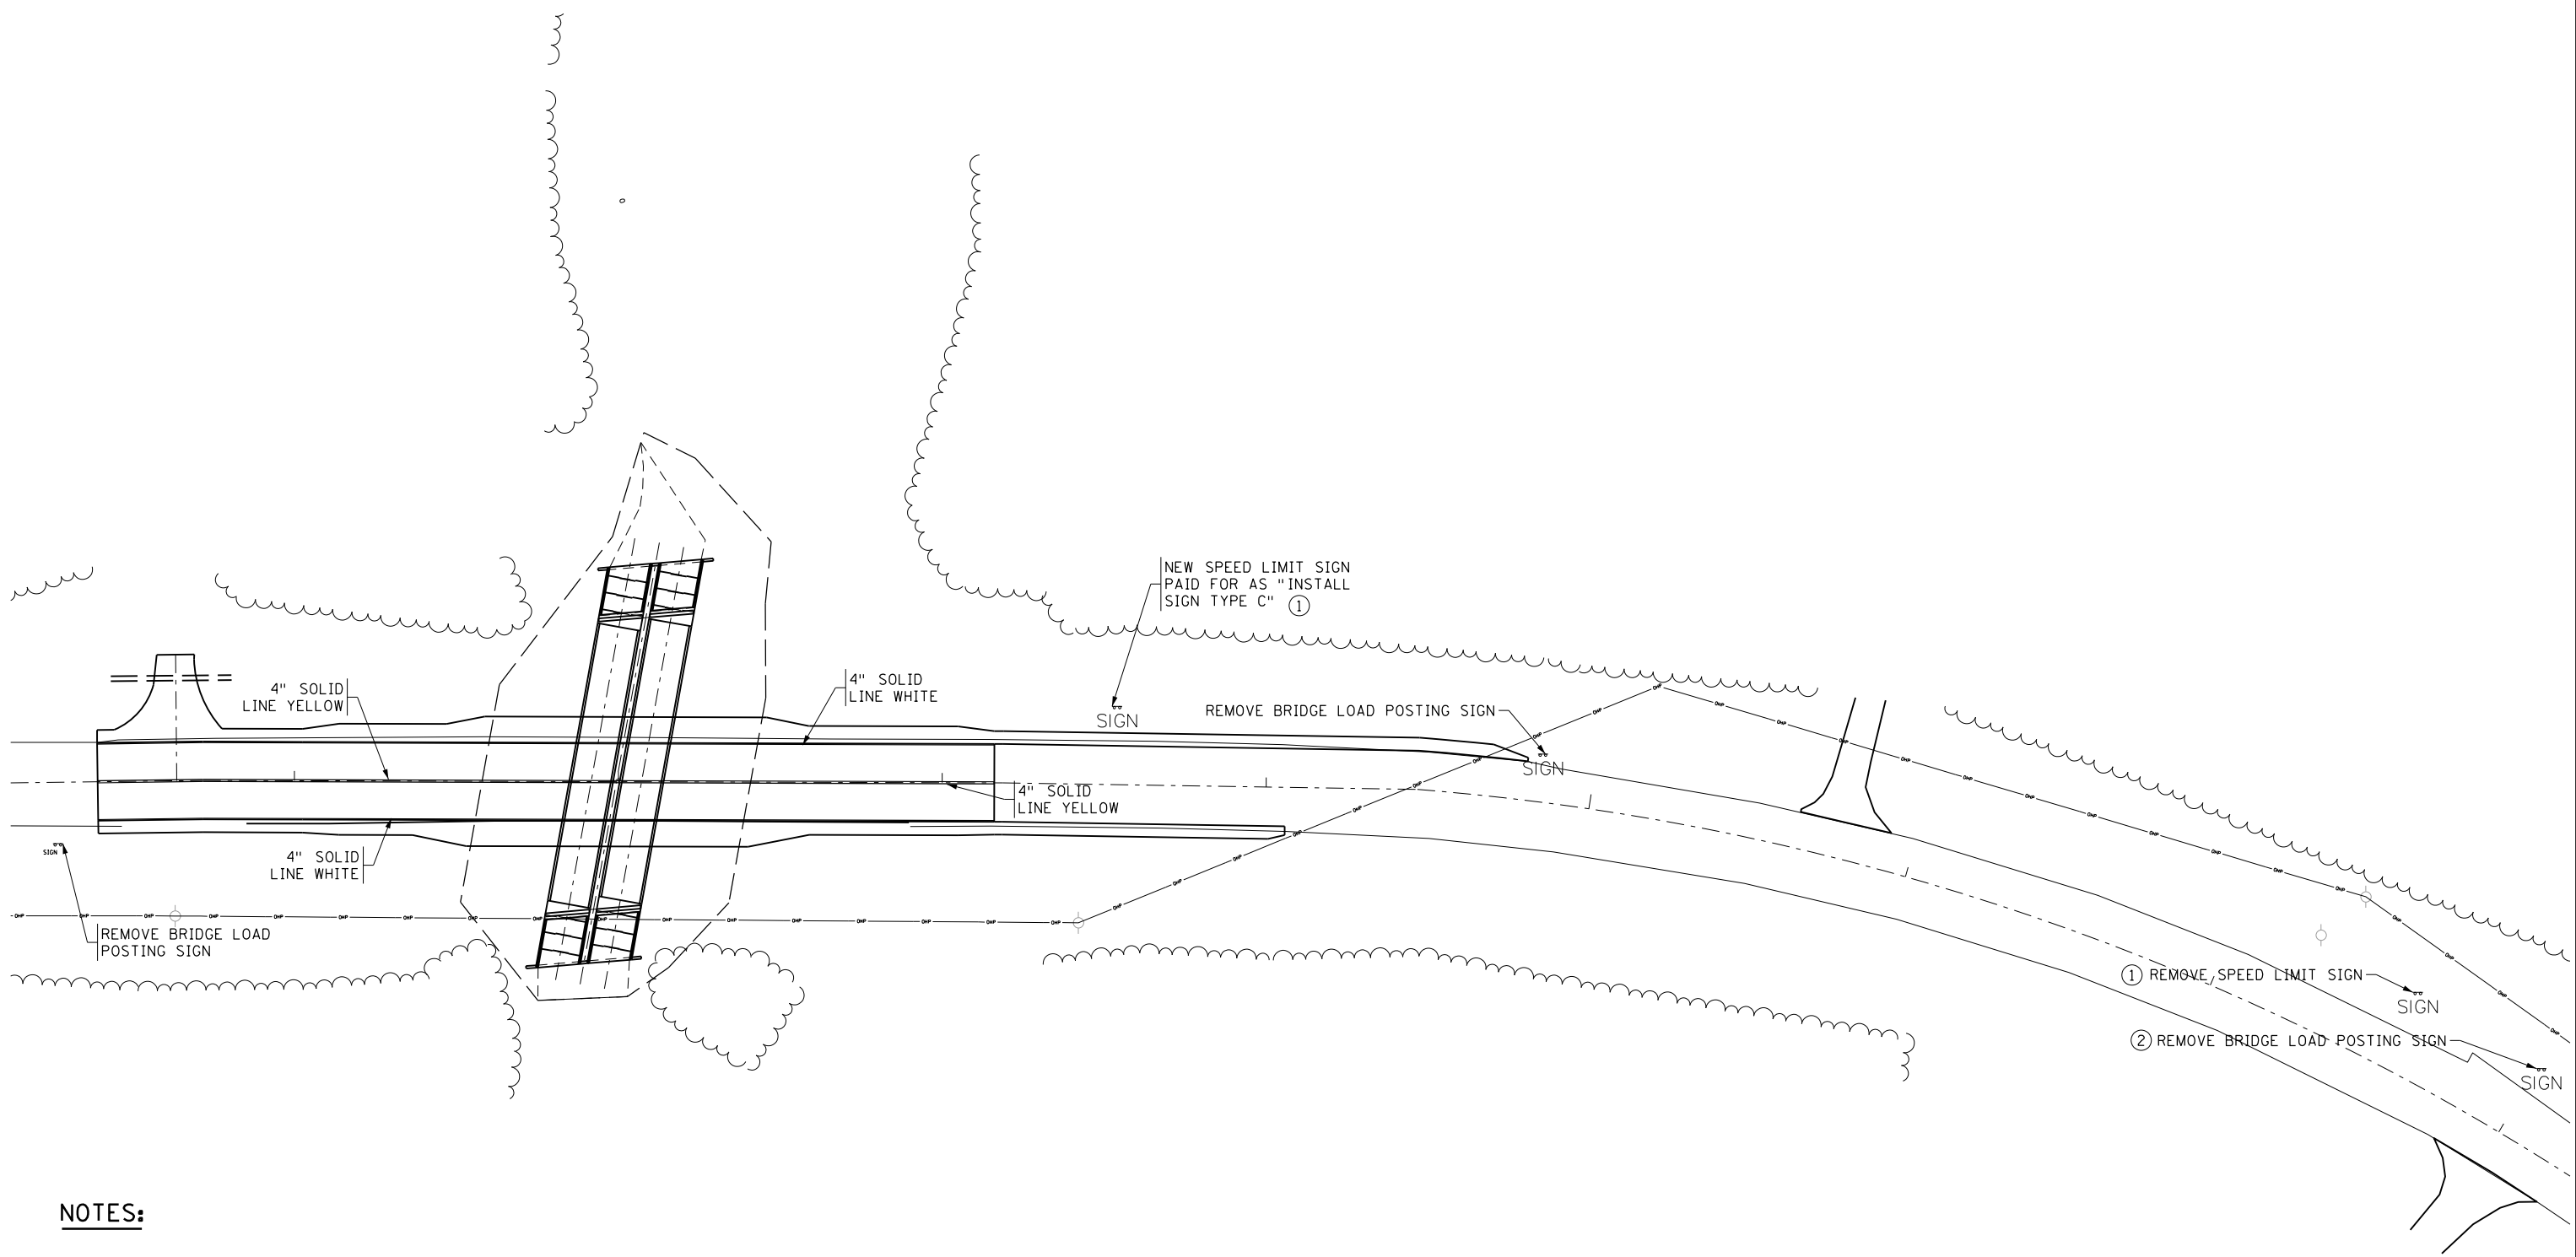 NEW SPEED LIMIT SIGN
PAID FOR AS "INSTALL
SIGN TYPE C" 1
4" SOLID
LINE YELLOW
4" SOLID
LINE WHITE
SIGN
REMOVE BRIDGE LOAD POSTING SIGN
SIGN
4" SOLID
LINE YELLOW
SIGN
4" SOLID
LINE WHITE
REMOVE BRIDGE LOAD
POSTING SIGN
OHP
1 REMOVE SPEED LIMIT SIGN
SIGN
2 REMOVE BRIDGE LOAD POSTING SIGN
SIGN
NOTES: